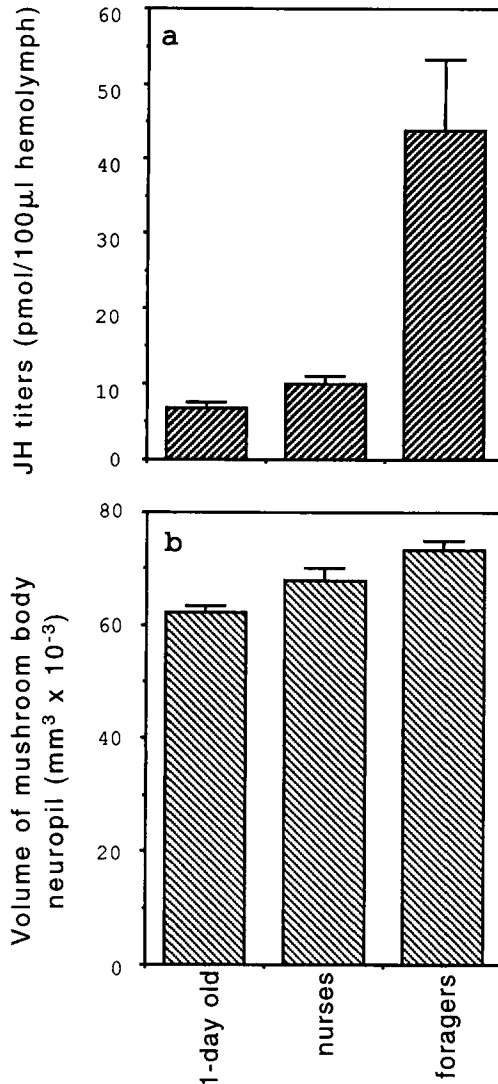 a
JH titers (pmol/100µl hemolymph)
60
50
40
30
20
10
0
b
Volume of mushroom body
neuropil (mm³ x 10⁻³)
80
60
40
20
0
1-day old
nurses
foragers